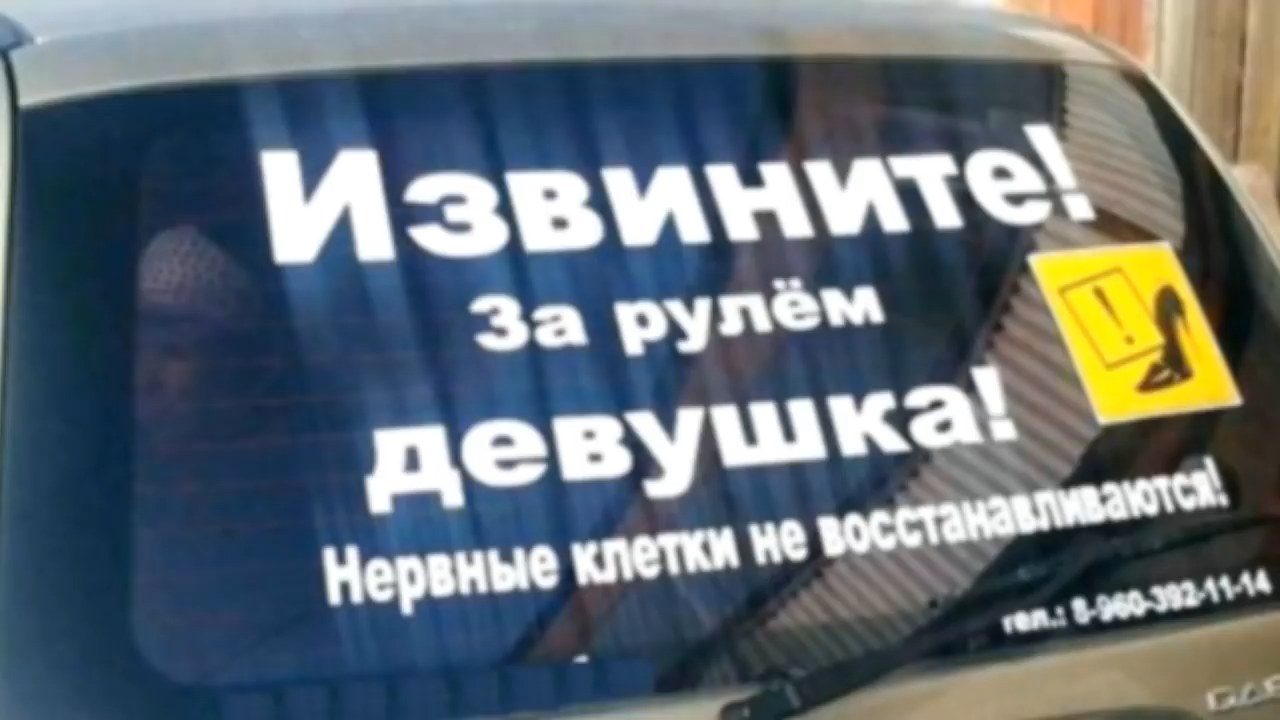 Извините!
За рулём
девушка!
Нервные клетки не восстанавливаются!
тел.: 8-960-392-11-14